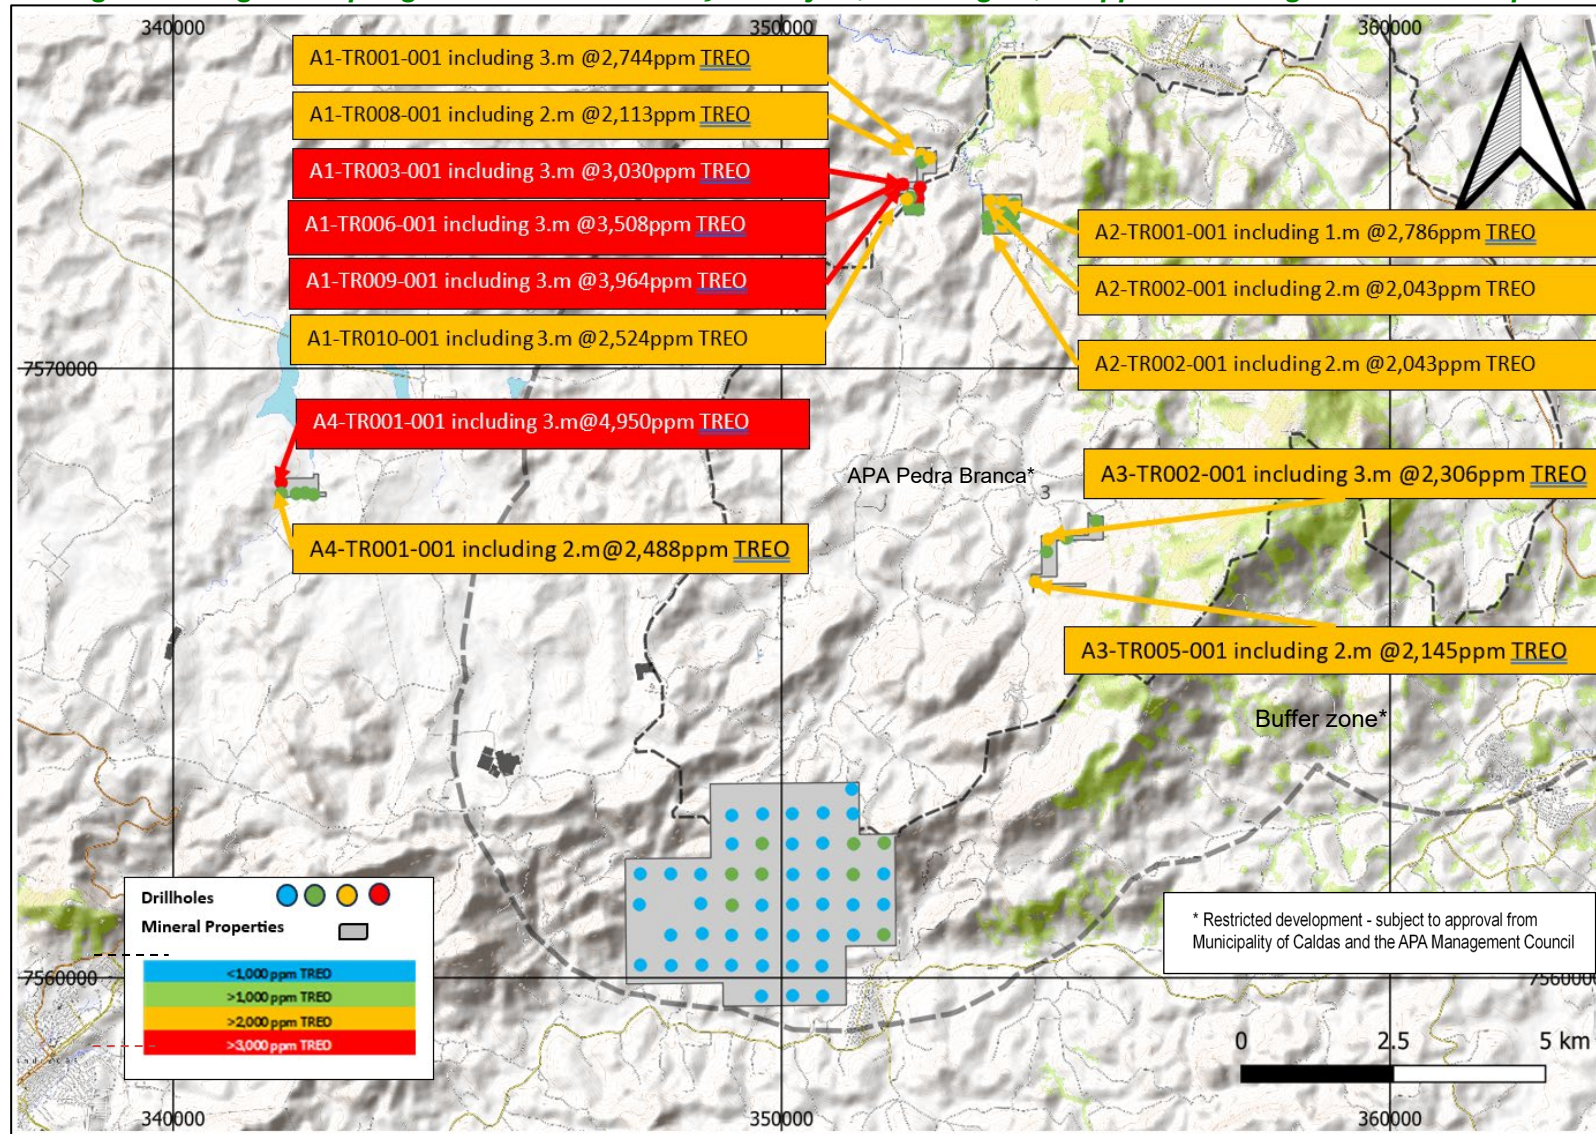 340000
350000
360000
A1-TR001-001 including 3.m @2,744ppm TREO
A1-TR008-001 including 2.m @2,113ppm TREO
A1-TR003-001 including 3.m @3,030ppm TREO
A1-TR006-001 including 3.m @3,508ppm TREO
A1-TR009-001 including 3.m @3,964ppm TREO
A1-TR010-001 including 3.m @2,524ppm TREO
A2-TR001-001 including 1.m @2,786ppm TREO
A2-TR002-001 including 2.m @2,043ppm TREO
A2-TR002-001 including 2.m @2,043ppm TREO
7570000
A4-TR001-001 including 3.m@4,950ppm TREO
APA Pedra Branca*
3
A3-TR002-001 including 3.m @2,306ppm TREO
A4-TR001-001 including 2.m@2,488ppm TREO
A3-TR005-001 including 2.m @2,145ppm TREO
Buffer zone*
Drillholes
Mineral Properties
<1,000 ppm TREO
>1,000 ppm TREO
>2,000 ppm TREO
>3,000 ppm TREO
* Restricted development - subject to approval from
Municipality of Caldas and the APA Management Council
7560000
7560000
0 2.5 5 km
340000
350000
360000